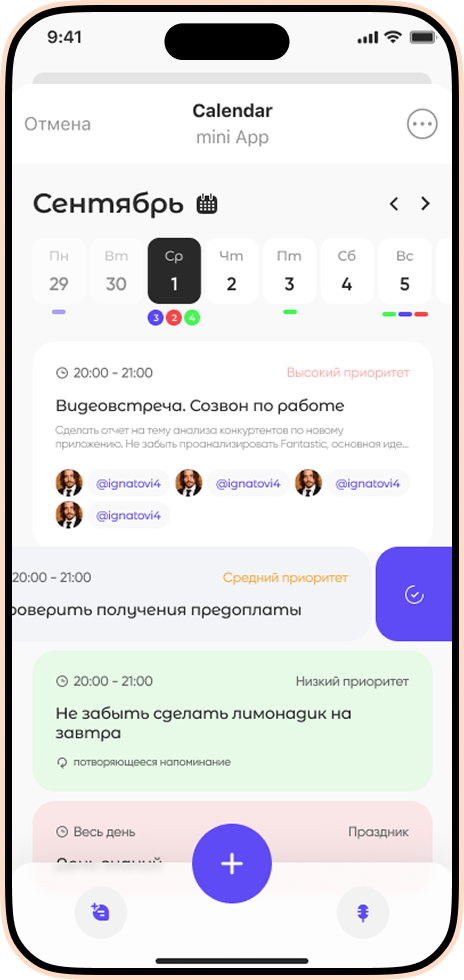 9:41
Отмена
Calendar
mini App
Сентябрь
Пн Вт Ср Чт Пт Сб Вс
29 30 1 2 3 4 5
3 2 4
20:00 - 21:00 Высокий приоритет
Видеовстреча. Созвон по работе
Сделать отчет на тему анализа конкуртентов по новому
приложению. Не забыть проанализировать Fantastic, основная иде...
@ignatovi4 @ignatovi4 @ignatovi4
@ignatovi4
20:00 - 21:00 Средний приоритет
роверить получения предоплаты
20:00 - 21:00 Низкий приоритет
Не забыть сделать лимонадик на
завтра
потворяющееся напоминание
Весь день Праздник
День знаний